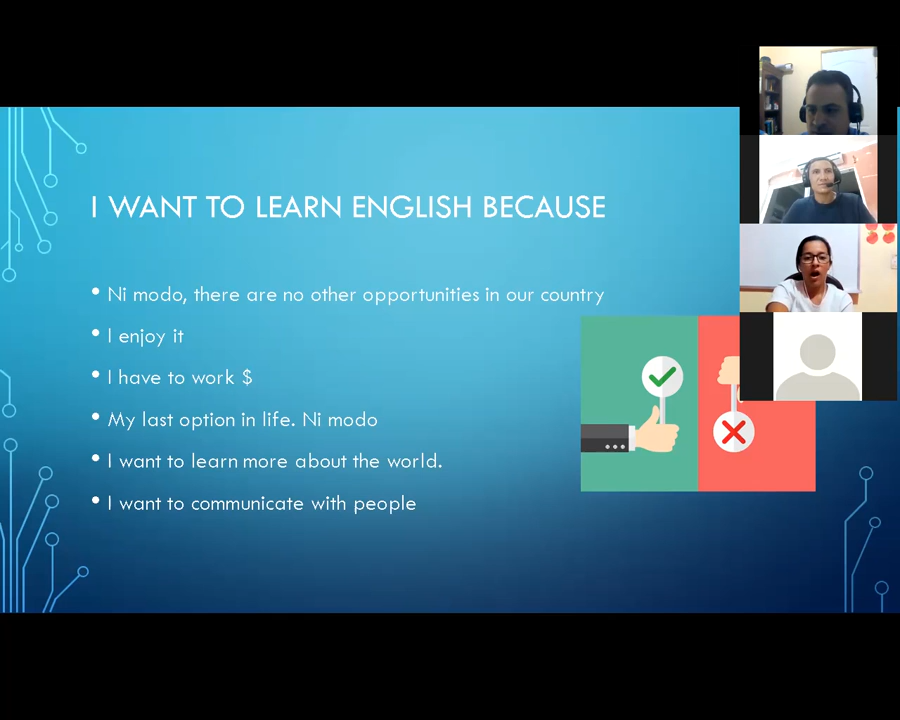 I WANT TO LEARN ENGLISH BECAUSE
• Ni modo, there are no other opportunities in our country
• I enjoy it
• I have to work $
• My last option in life. Ni modo
• I want to learn more about the world.
• I want to communicate with people